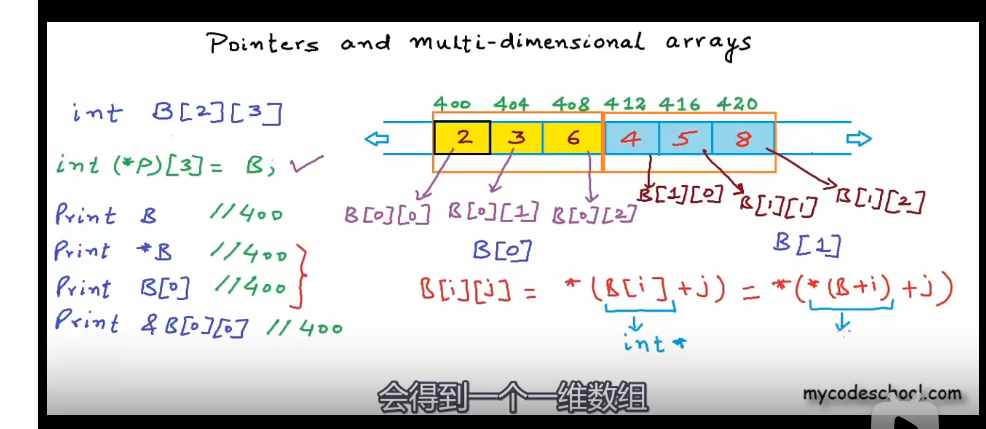 Pointers and multi-dimensional arrays
int B[2][3]
400 404 408 412 416 420
2 3 6 4 5 8
int (*P)[3] = B; ✓
B[0][0] B[0][1] B[0][2] B[1][0] B[1][1] B[1][2]
Print B //400
B[0] B[1]
Print *B //400
Print B[0] //400
B[i][j] = *(B[i]+j) = *(*(B+i)+j)
Print &B[0][0] //400
int *
会得到一个一维数组
mycodeschool.com